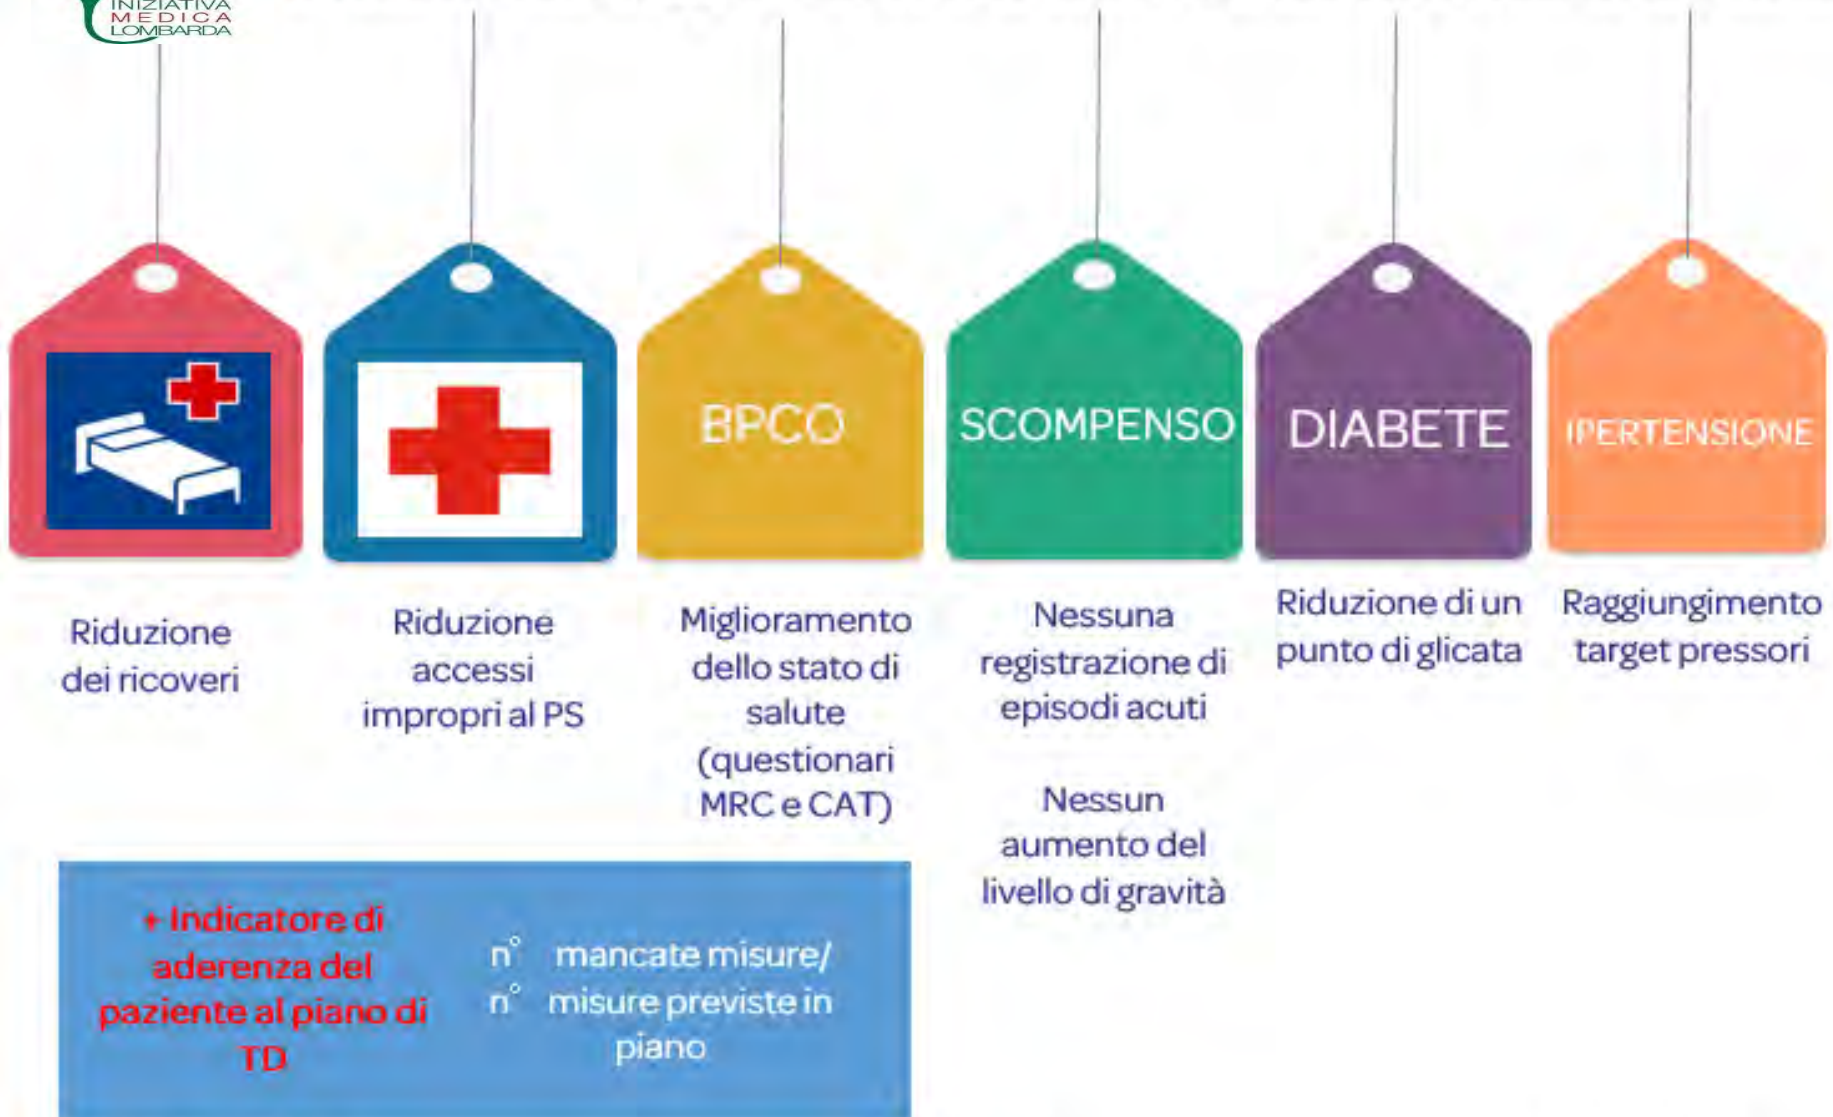 INIZIATIVA
MEDICA
LOMBARDA
BPCO
SCOMPENSO
DIABETE
IPERTENSIONE
Riduzione
dei ricoveri
Riduzione
accessi
impropri al PS
Miglioramento
dello stato di
salute
(questionari
MRC e CAT)
Nessuna
registrazione di
episodi acuti
Nessun
aumento del
livello di gravità
Riduzione di un
punto di glicata
Raggiungimento
target pressori
+ Indicatore di
aderenza del
paziente al piano di
TD
n° mancate misure/
n° misure previste in
piano